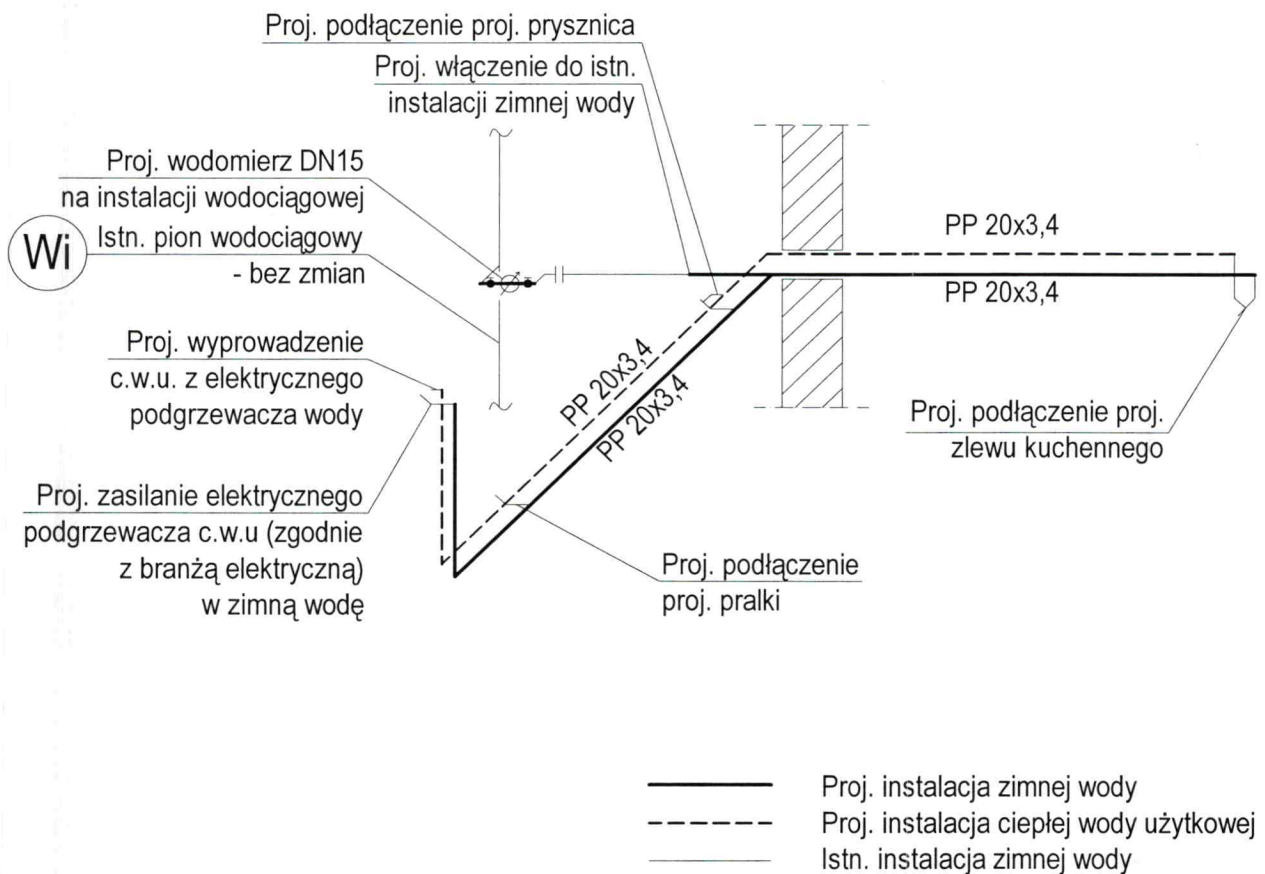 Proj. podłączenie proj. prysznica
Proj. włączenie do istn.
instalacji zimnej wody
Proj. wodomierz DN15
na instalacji wodociągowej
Wi
Istn. pion wodociągowy
- bez zmian
Proj. wyprowadzenie
c.w.u. z elektrycznego
podgrzewacza wody
Proj. zasilanie elektrycznego
podgrzewacza c.w.u (zgodnie
z branżą elektryczną)
w zimną wodę
PP 20x3,4
PP 20x3,4
PP 20x3,4
PP 20x3,4
Proj. podłączenie proj.
zlewu kuchennego
Proj. podłączenie
proj. pralki
Proj. instalacja zimnej wody
Proj. instalacja ciepłej wody użytkowej
Istn. instalacja zimnej wody